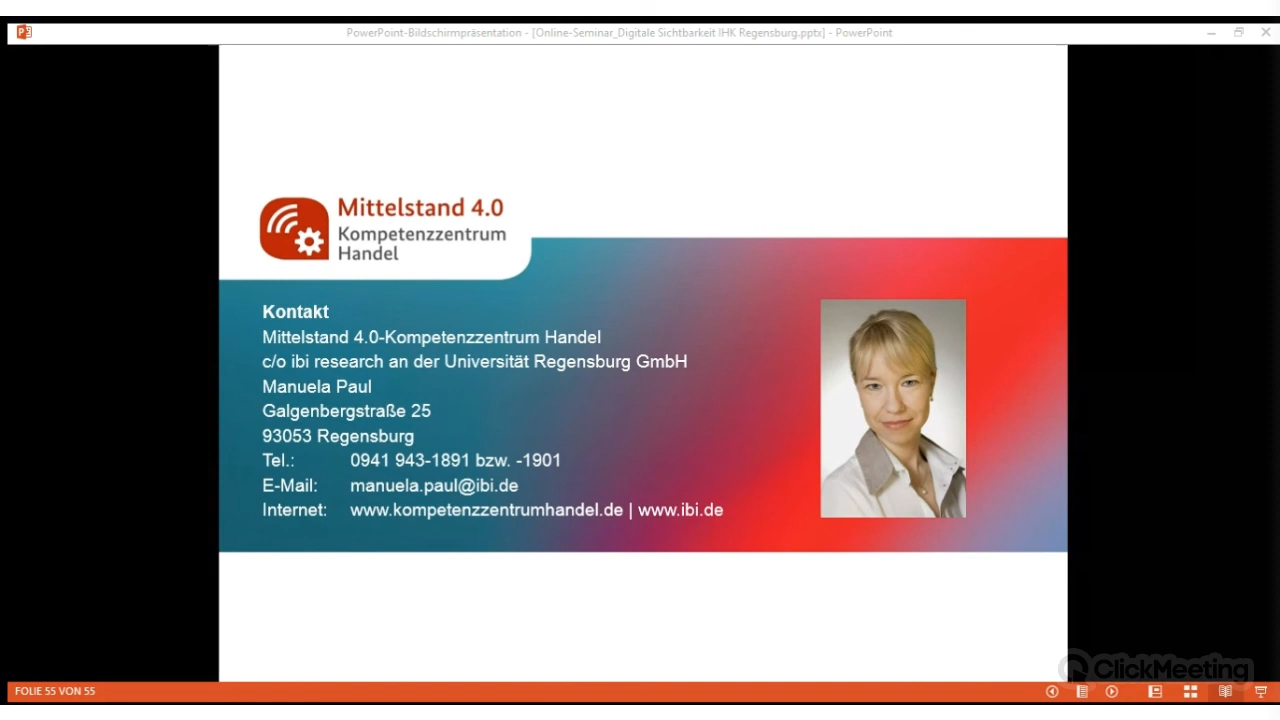 PowerPoint-Bildschirmpräsentation - [Online-Seminar_Digitale Sichtbarkeit IHK Regensburg.pptx] - PowerPoint
Mittelstand 4.0
Kompetenzzentrum
Handel
Kontakt
Mittelstand 4.0-Kompetenzzentrum Handel
c/o ibi research an der Universität Regensburg GmbH
Manuela Paul
Galgenbergstraße 25
93053 Regensburg
Tel.: 0941 943-1891 bzw. -1901
E-Mail: manuela.paul@ibi.de
Internet: www.kompetenzzentrumhandel.de | www.ibi.de
ClickMeeting
FOLIE 55 VON 55